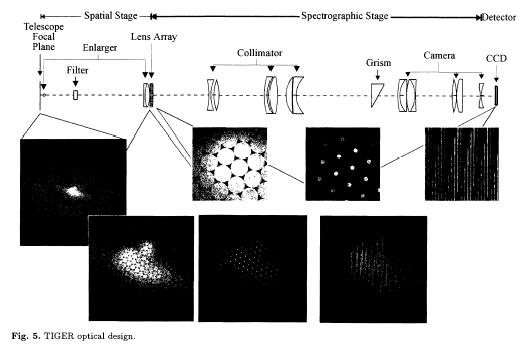 Spatial Stage
Spectrographic Stage
Detector
Telescope
Focal
Plane
Enlarger
Lens Array
Collimator
Camera
Filter
Grism
CCD
Fig. 5. TIGER optical design.